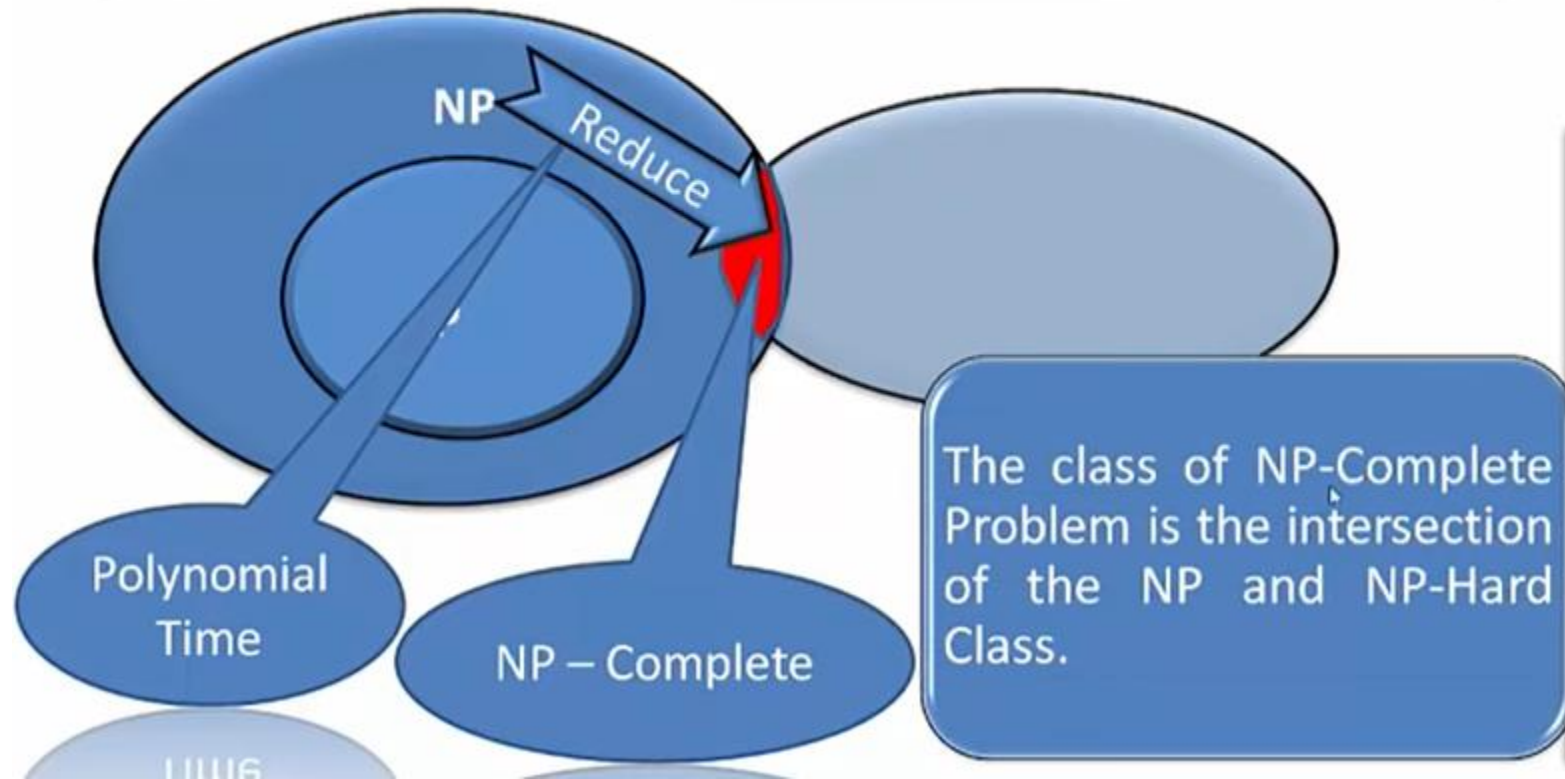 NP
Reduce
Polynomial
Time
NP – Complete
The class of NP-Complete
Problem is the intersection
of the NP and NP-Hard
Class.